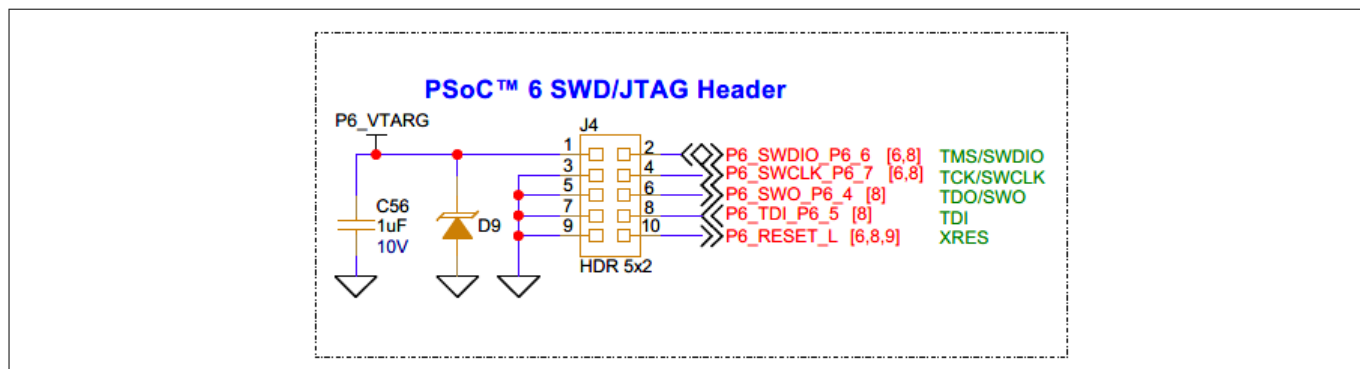 PSoC™ 6 SWD/JTAG Header
P6_VTARG
J4
1 2 P6_SWDIO_P6_6 [6,8] TMS/SWDIO
3 4 P6_SWCLK_P6_7 [6,8] TCK/SWCLK
5 6 P6_SWO_P6_4 [8] TDO/SWO
7 8 P6_TDI_P6_5 [8] TDI
9 10 P6_RESET_L [6,8,9] XRES
C56
1uF
10V
D9
HDR 5x2